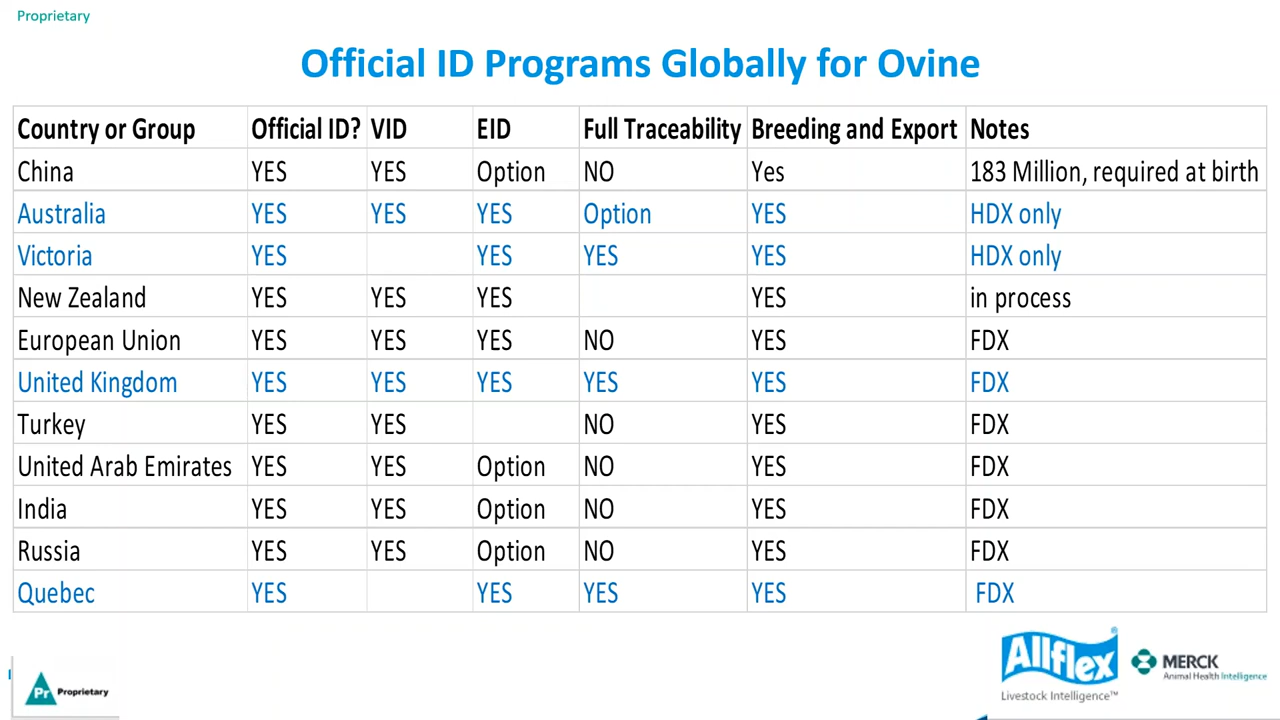 Proprietary
Official ID Programs Globally for Ovine
Country or Group Official ID? VID EID Full Traceability Breeding and Export Notes
China YES YES Option NO Yes 183 Million, required at birth
Australia YES YES YES Option YES HDX only
Victoria YES YES YES YES HDX only
New Zealand YES YES YES YES in process
European Union YES YES YES NO YES FDX
United Kingdom YES YES YES YES YES FDX
Turkey YES YES NO YES FDX
United Arab Emirates YES YES Option NO YES FDX
India YES YES Option NO YES FDX
Russia YES YES Option NO YES FDX
Quebec YES YES YES YES FDX
Allflex®
Livestock Intelligence™
MERCK
Animal Health Intelligence
Pr Proprietary